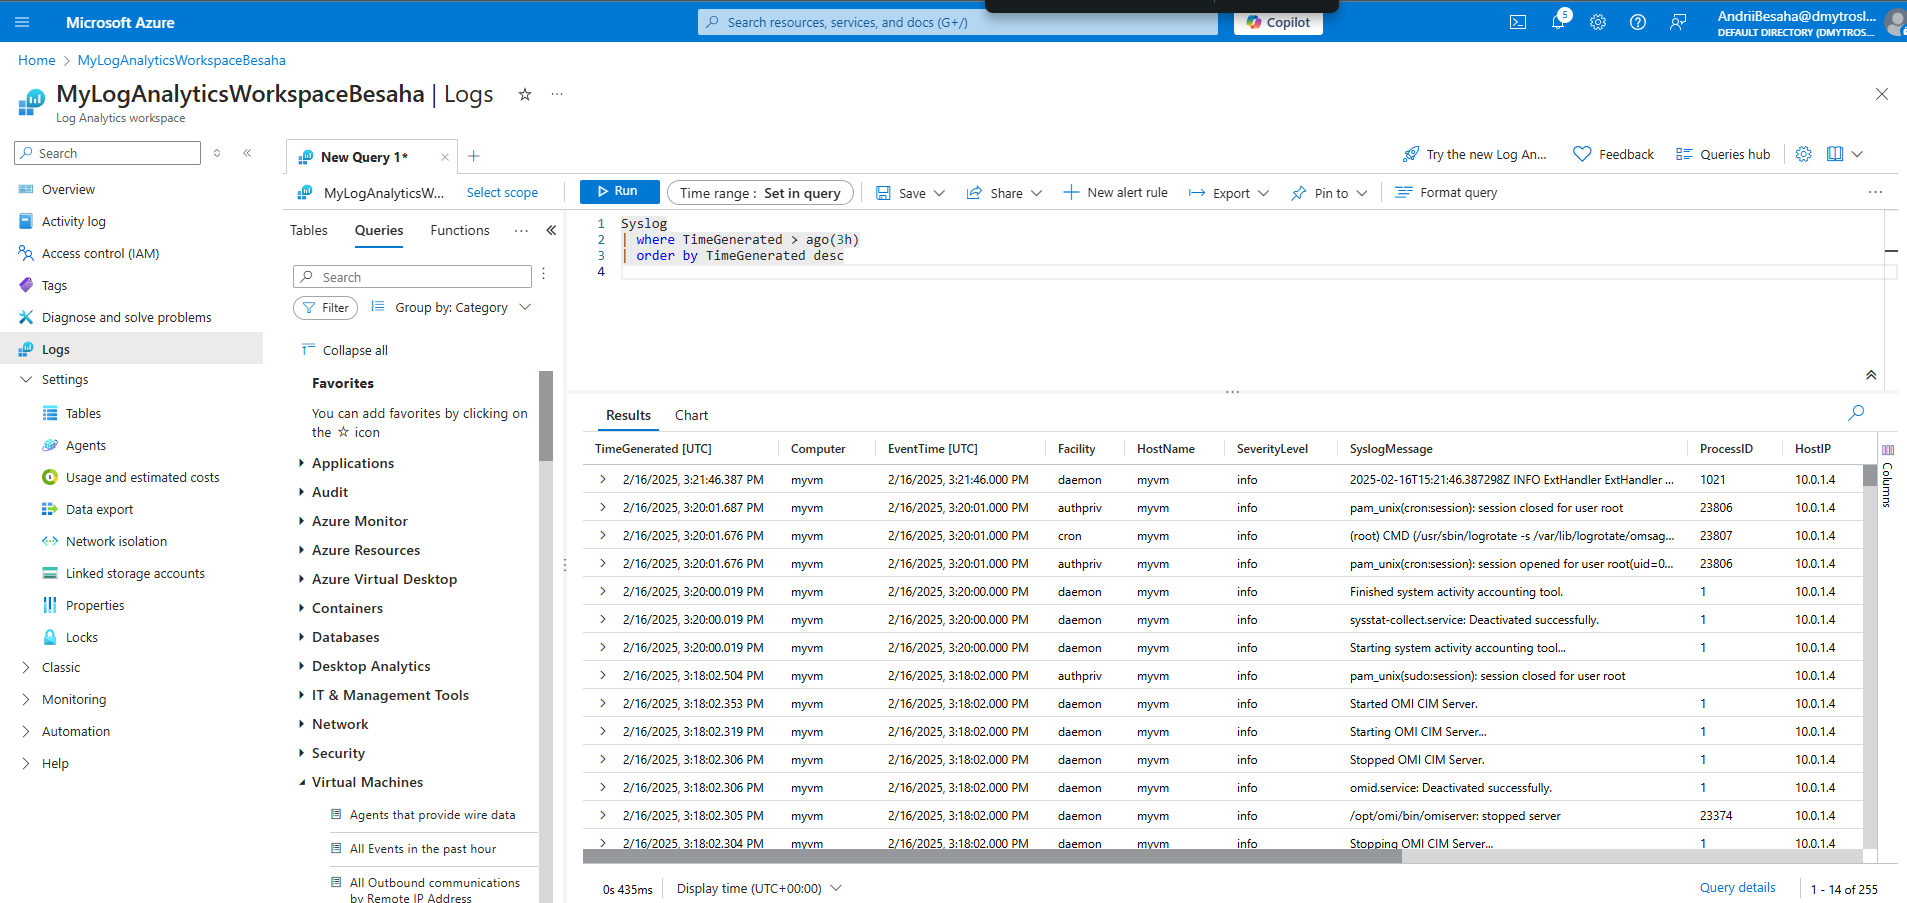 Microsoft Azure
Search resources, services, and docs (G+/)
Copilot
5
AndriiBesaha@dmytrosl...
DEFAULT DIRECTORY (DMYTROS...
Home > MyLogAnalyticsWorkspaceBesaha
MyLogAnalyticsWorkspaceBesaha | Logs
Log Analytics workspace
Search
Overview
Activity log
Access control (IAM)
Tags
Diagnose and solve problems
Logs
Settings
Tables
Agents
Usage and estimated costs
Data export
Network isolation
Linked storage accounts
Properties
Locks
Classic
Monitoring
Automation
Help
New Query 1*
Try the new Log An...
Feedback
Queries hub
MyLogAnalyticsW...
Select scope
Run
Time range : Set in query
Save
Share
New alert rule
Export
Pin to
Format query
Tables
Queries
Functions
Search
Filter
Group by: Category
Collapse all
Favorites
You can add favorites by clicking on
the ☆ icon
Applications
Audit
Azure Monitor
Azure Resources
Azure Virtual Desktop
Containers
Databases
Desktop Analytics
IT & Management Tools
Network
Security
Virtual Machines
Agents that provide wire data
All Events in the past hour
All Outbound communications
by Remote IP Address
1 Syslog
2 | where TimeGenerated > ago(3h)
3 | order by TimeGenerated desc
4
Results
Chart
TimeGenerated [UTC] Computer EventTime [UTC] Facility HostName SeverityLevel SyslogMessage ProcessID HostIP
2/16/2025, 3:21:46.387 PM myvm 2/16/2025, 3:21:46.000 PM daemon myvm info 2025-02-16T15:21:46.387298Z INFO ExtHandler ExtHandler ... 1021 10.0.1.4
2/16/2025, 3:20:01.687 PM myvm 2/16/2025, 3:20:01.000 PM authpriv myvm info pam_unix(cron:session): session closed for user root 23806 10.0.1.4
2/16/2025, 3:20:01.676 PM myvm 2/16/2025, 3:20:01.000 PM cron myvm info (root) CMD (/usr/sbin/logrotate -s /var/lib/logrotate/omsag... 23807 10.0.1.4
2/16/2025, 3:20:01.676 PM myvm 2/16/2025, 3:20:01.000 PM authpriv myvm info pam_unix(cron:session): session opened for user root(uid=0... 23806 10.0.1.4
2/16/2025, 3:20:00.019 PM myvm 2/16/2025, 3:20:00.000 PM daemon myvm info Finished system activity accounting tool. 1 10.0.1.4
2/16/2025, 3:20:00.019 PM myvm 2/16/2025, 3:20:00.000 PM daemon myvm info sysstat-collect.service: Deactivated successfully. 1 10.0.1.4
2/16/2025, 3:20:00.019 PM myvm 2/16/2025, 3:20:00.000 PM daemon myvm info Starting system activity accounting tool... 1 10.0.1.4
2/16/2025, 3:18:02.504 PM myvm 2/16/2025, 3:18:02.000 PM authpriv myvm info pam_unix(sudo:session): session closed for user root 10.0.1.4
2/16/2025, 3:18:02.353 PM myvm 2/16/2025, 3:18:02.000 PM daemon myvm info Started OMI CIM Server. 1 10.0.1.4
2/16/2025, 3:18:02.319 PM myvm 2/16/2025, 3:18:02.000 PM daemon myvm info Starting OMI CIM Server... 1 10.0.1.4
2/16/2025, 3:18:02.306 PM myvm 2/16/2025, 3:18:02.000 PM daemon myvm info Stopped OMI CIM Server. 1 10.0.1.4
2/16/2025, 3:18:02.306 PM myvm 2/16/2025, 3:18:02.000 PM daemon myvm info omid.service: Deactivated successfully. 1 10.0.1.4
2/16/2025, 3:18:02.305 PM myvm 2/16/2025, 3:18:02.000 PM daemon myvm info /opt/omi/bin/omiserver: stopped server 23374 10.0.1.4
2/16/2025, 3:18:02.304 PM myvm 2/16/2025, 3:18:02.000 PM daemon myvm info Stopping OMI CIM Server... 1 10.0.1.4
Columns
0s 435ms
Display time (UTC+00:00)
Query details
1 - 14 of 255